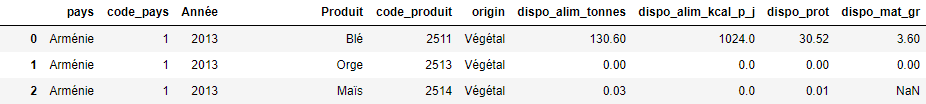 pays code_pays Année Produit code_produit origin dispo_alim_tonnes dispo_alim_kcal_p_j dispo_prot dispo_mat_gr
0 Arménie 1 2013 Blé 2511 Végétal 130.60 1024.0 30.52 3.60
1 Arménie 1 2013 Orge 2513 Végétal 0.00 0.0 0.00 0.00
2 Arménie 1 2013 Maïs 2514 Végétal 0.03 0.0 0.01 NaN